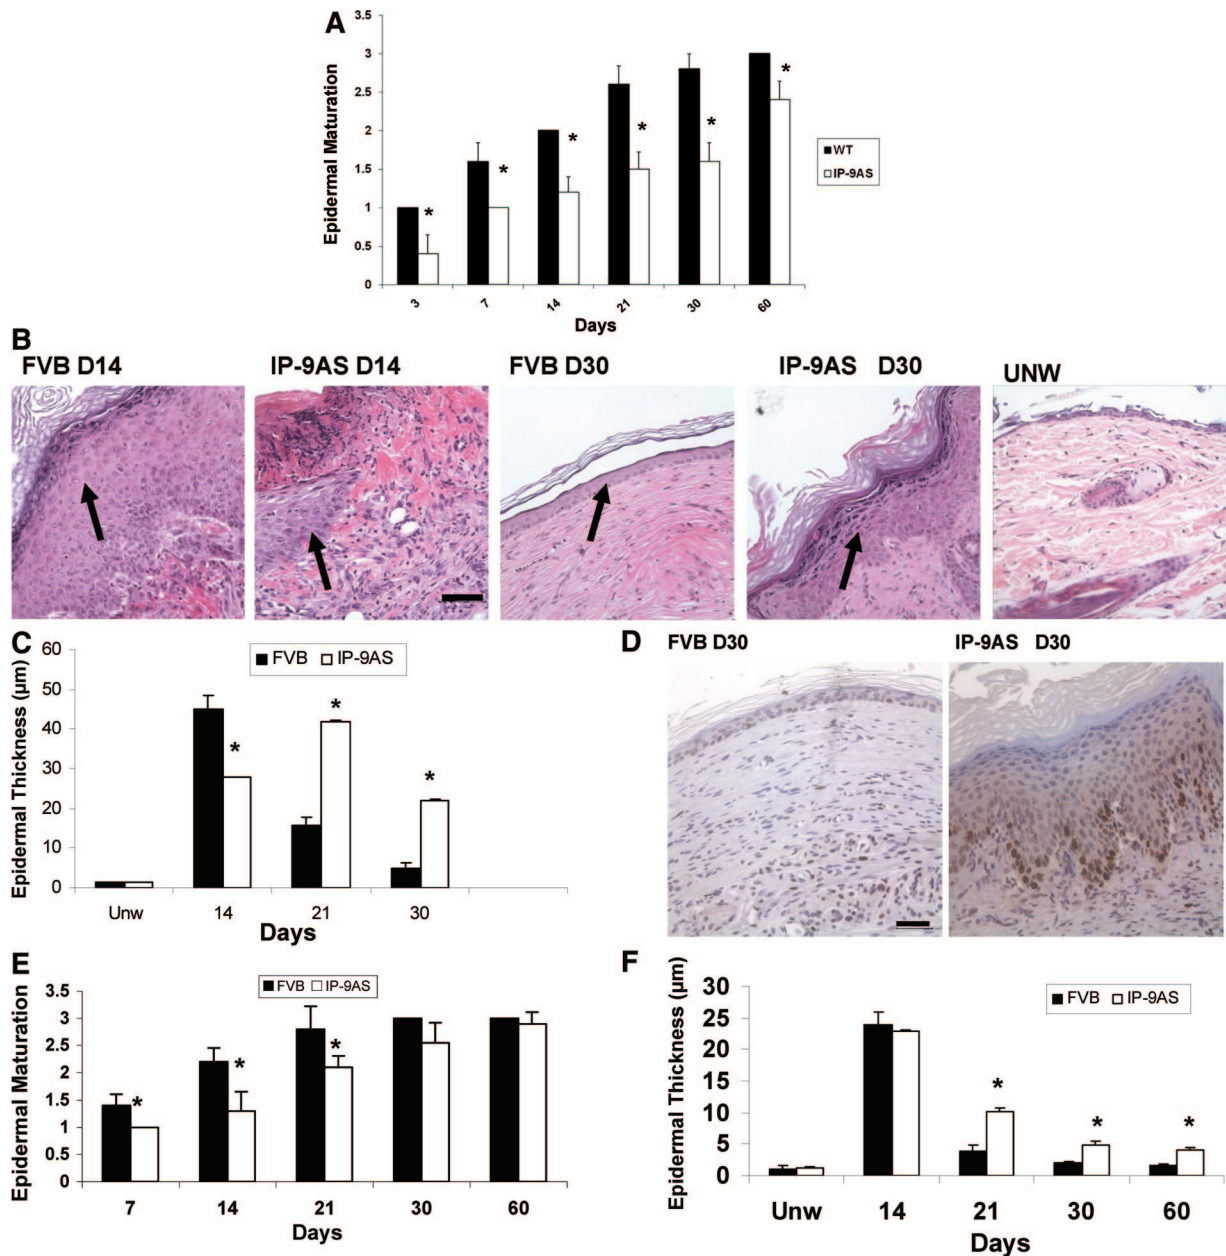 A
Epidermal Maturation
3.5
3
2.5
2
1.5
1
0.5
0
*
*
*
*
*
*
WT
IP-9AS
3 7 14 21 30 60
Days
B
FVB D14
IP-9AS D14
FVB D30
IP-9AS D30
UNW
C
Epidermal Thickness (µm)
60
50
40
30
20
10
0
FVB IP-9AS
*
*
*
Unw 14 21 30
Days
D
FVB D30
IP-9AS D30
E
Epidermal Maturation
3.5
3
2.5
2
1.5
1
0.5
0
FVB IP-9AS
*
*
*
7 14 21 30 60
Days
F
Epidermal Thickness (µm)
30
25
20
15
10
5
0
FVB IP-9AS
*
*
*
Unw 14 21 30 60
Days